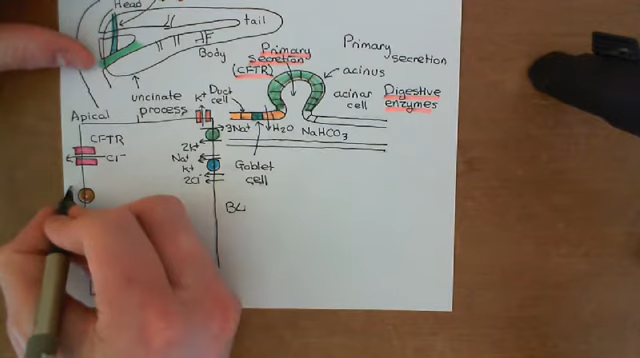 Head
tail
Body
uncinate
process
Primary
secretion
(CFTR)
Primary
secretion
acinus
acinar
cell
Digestive
enzymes
Duct
cell
Goblet
cell
H2O
NaHCO3
Apical
K+
3Na+
2K+
Na+
K+
2Cl-
CFTR
Cl-